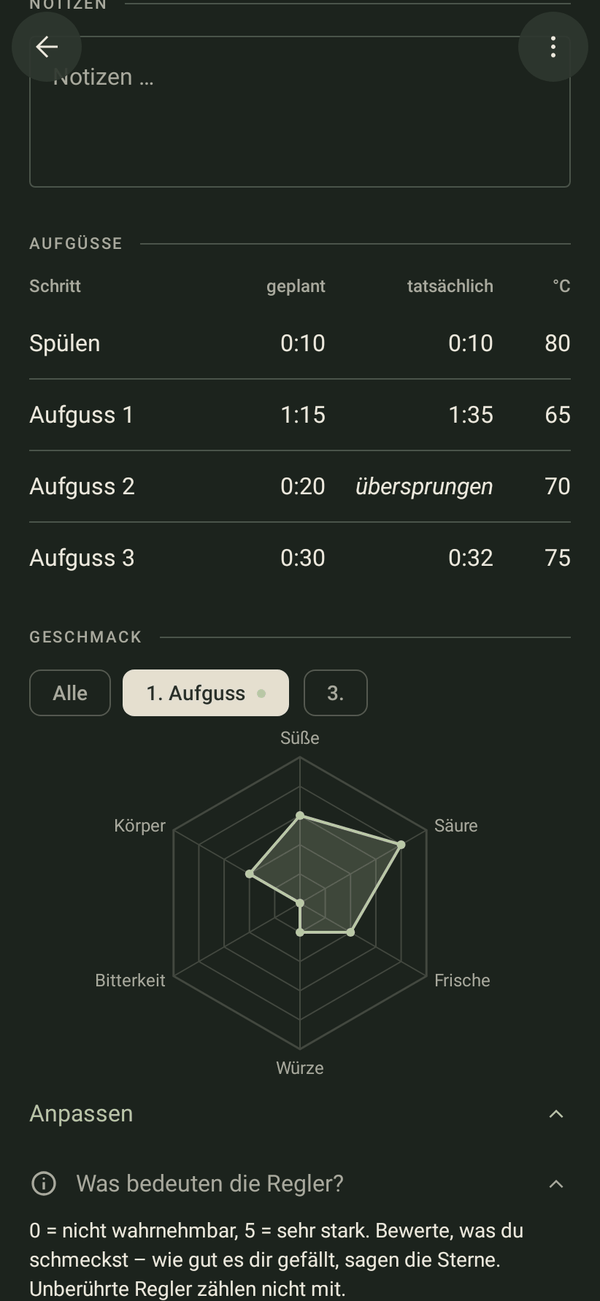 NOTIZEN
Notizen ...
AUFGÜSSE
Schritt geplant tatsächlich °C
Spülen 0:10 0:10 80
Aufguss 1 1:15 1:35 65
Aufguss 2 0:20 übersprungen 70
Aufguss 3 0:30 0:32 75
GESCHMACK
Alle 1. Aufguss 3.
Süße
Körper Säure
Bitterkeit Frische
Würze
Anpassen
Was bedeuten die Regler?
0 = nicht wahrnehmbar, 5 = sehr stark. Bewerte, was du
schmeckst – wie gut es dir gefällt, sagen die Sterne.
Unberührte Regler zählen nicht mit.